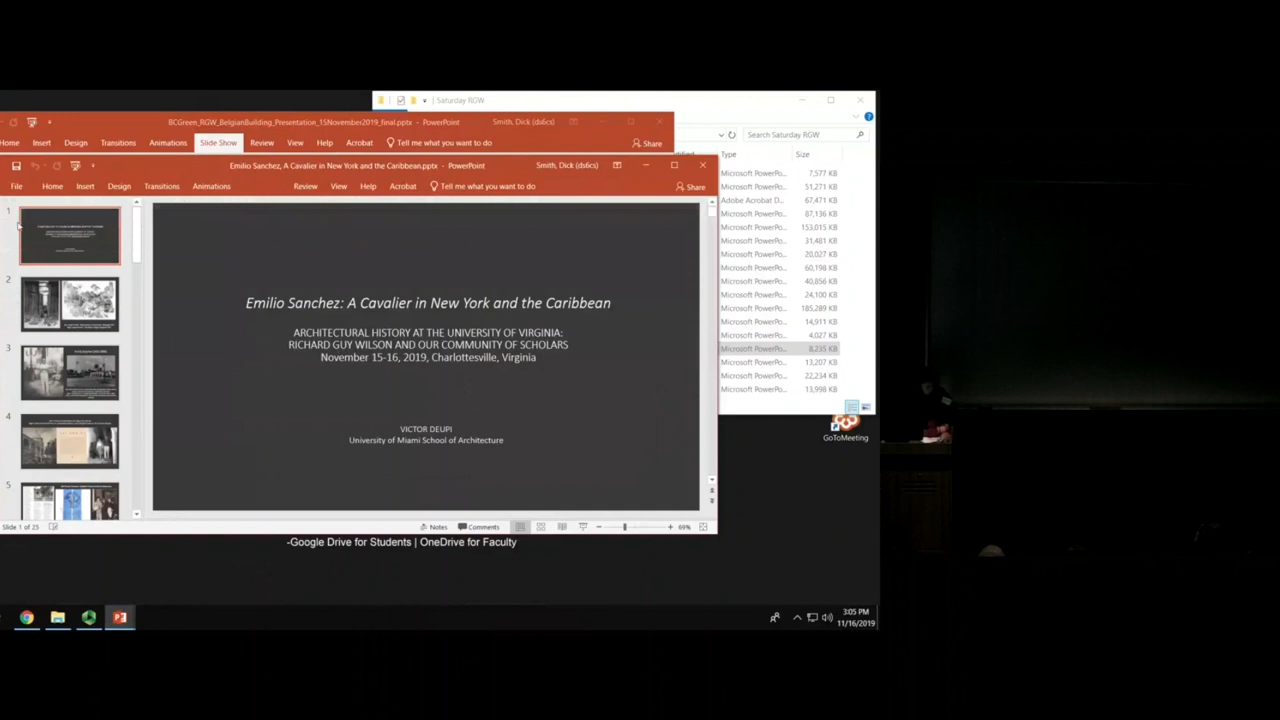 Saturday RGW
BCGreen_RGW_BelgianBuilding_Presentation_15November2019_final.pptx - PowerPoint
Smith, Dick (ds6cs)
Home Insert Design Transitions Animations Slide Show Review View Help Acrobat Tell me what you want to do Share
Search Saturday RGW
Emilio Sanchez, A Cavalier in New York and the Caribbean.pptx - PowerPoint
Smith, Dick (ds6cs)
File Home Insert Design Transitions Animations Review View Help Acrobat Tell me what you want to do Share
Type Size
Microsoft PowerPo... 7,577 KB
Microsoft PowerPo... 51,271 KB
Adobe Acrobat D... 67,471 KB
Microsoft PowerPo... 87,136 KB
Microsoft PowerPo... 153,015 KB
Microsoft PowerPo... 31,481 KB
Microsoft PowerPo... 20,027 KB
Microsoft PowerPo... 60,198 KB
Microsoft PowerPo... 40,856 KB
Microsoft PowerPo... 24,100 KB
Microsoft PowerPo... 185,289 KB
Microsoft PowerPo... 14,911 KB
Microsoft PowerPo... 4,027 KB
Microsoft PowerPo... 8,235 KB
Microsoft PowerPo... 13,207 KB
Microsoft PowerPo... 22,234 KB
Microsoft PowerPo... 13,998 KB
1
2
3
4
5
Emilio Sanchez: A Cavalier in New York and the Caribbean
ARCHITECTURAL HISTORY AT THE UNIVERSITY OF VIRGINIA:
RICHARD GUY WILSON AND OUR COMMUNITY OF SCHOLARS
November 15-16, 2019, Charlottesville, Virginia
VICTOR DEUPI
University of Miami School of Architecture
GoToMeeting
Slide 1 of 25
Notes Comments 69%
-Google Drive for Students | OneDrive for Faculty
3:05 PM
11/16/2019